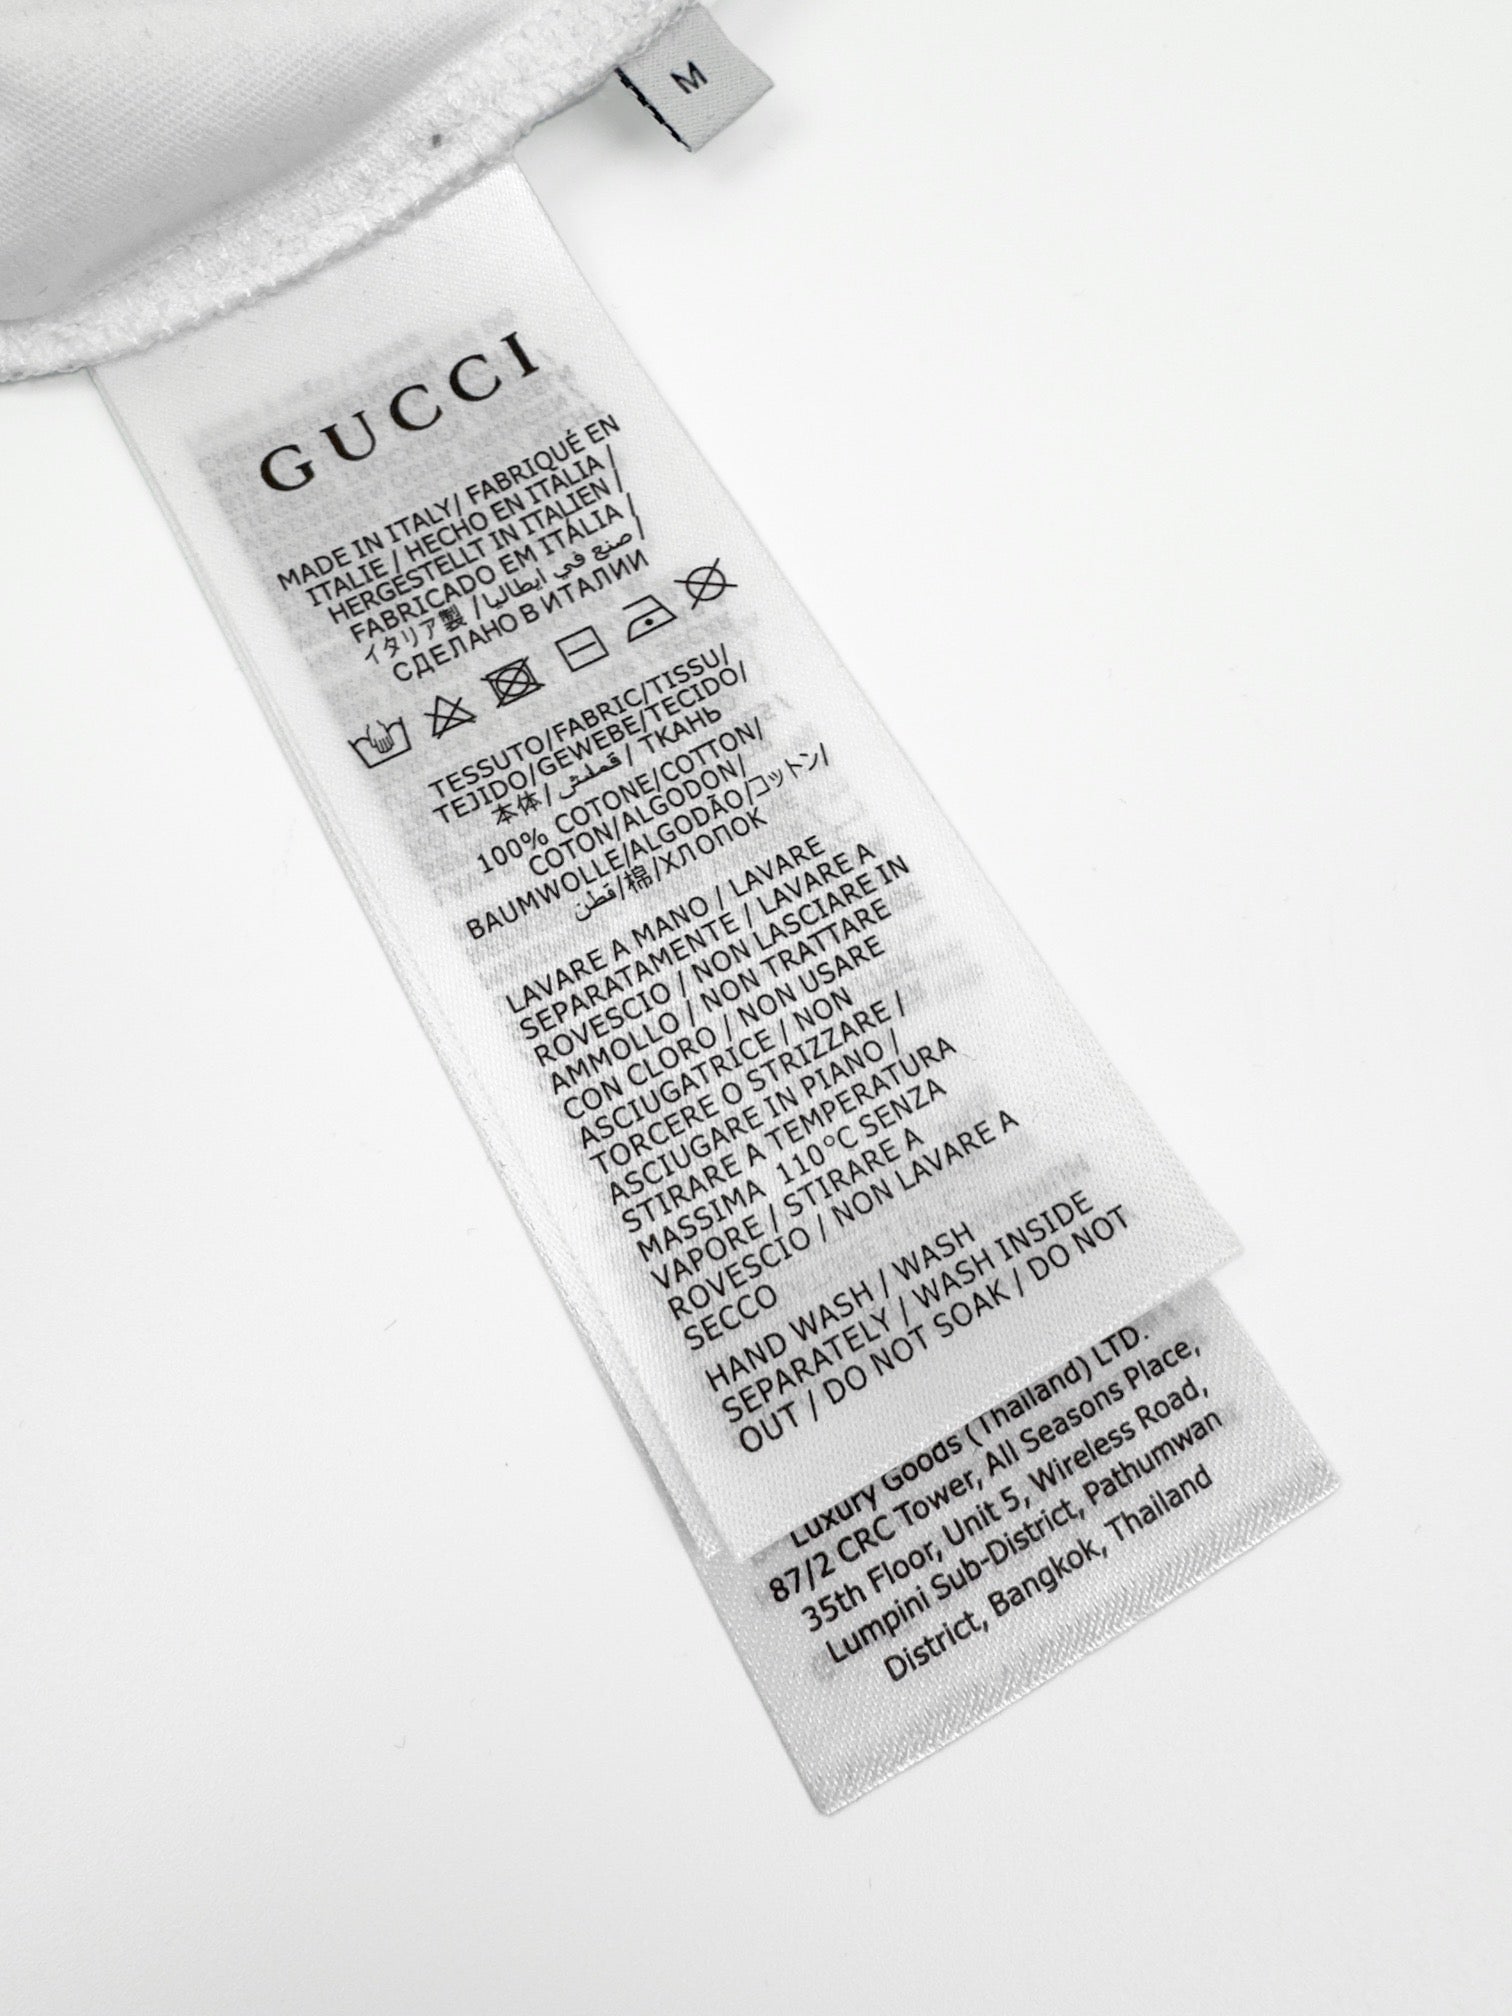 M
GUCCI
MADE IN ITALY/ FABRIQUÉ EN
ITALIE / HECHO EN ITALIA /
HERGESTELLT IN ITALIEN /
FABRICADO EM ITÁLIA /
イタリア製 / صنع في ايطاليا /
СДЕЛАНО В ИТАЛИИ
TESSUTO/FABRIC/TISSU/
TEJIDO/GEWEBE/TECIDO/
本体/ قملش / ТКАНЬ
100% COTONE/COTTON/
COTON/ALGODON/
BAUMWOLLE/ALGODÃO/コットン/
قطن/棉/ХЛОПОК
LAVARE A MANO / LAVARE
SEPARATAMENTE / LAVARE A
ROVESCIO / NON LASCIARE IN
AMMOLLO / NON TRATTARE
CON CLORO / NON USARE
ASCIUGATRICE / NON
TORCERE O STRIZZARE /
ASCIUGARE IN PIANO /
STIRARE A TEMPERATURA
MASSIMA 110°C SENZA
VAPORE / STIRARE A
ROVESCIO / NON LAVARE A
SECCO
HAND WASH / WASH
SEPARATELY / WASH INSIDE
OUT / DO NOT SOAK / DO NOT
Luxury Goods (Thailand) LTD.
87/2 CRC Tower, All Seasons Place,
35th Floor, Unit 5, Wireless Road,
Lumpini Sub-District, Pathumwan
District, Bangkok, Thailand